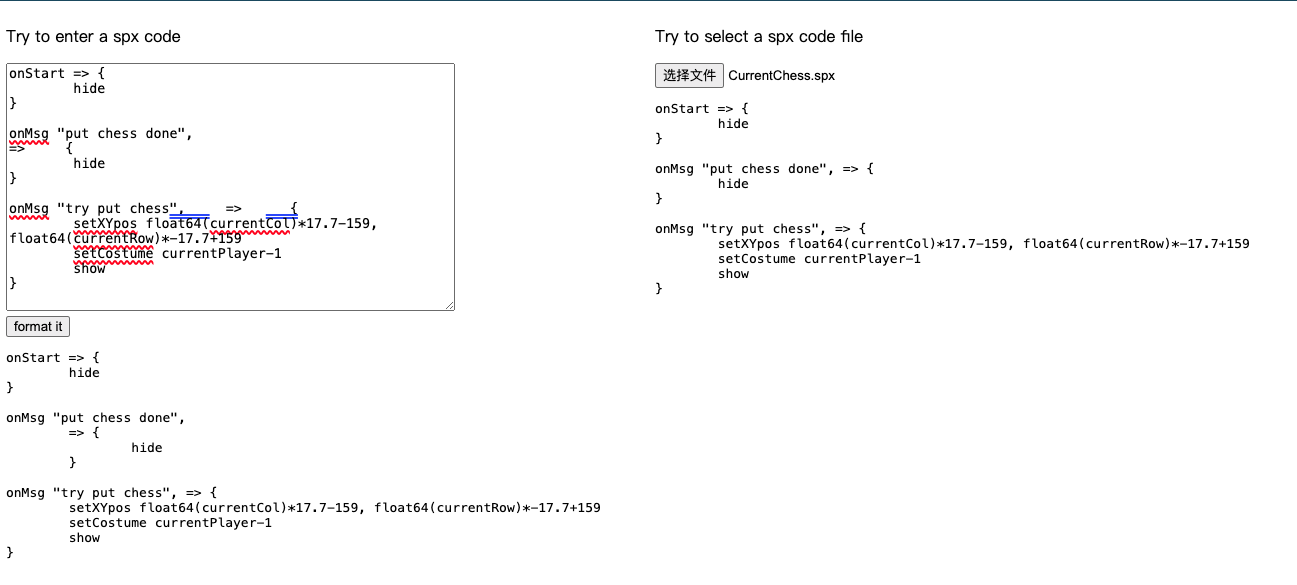 Try to enter a spx code
onStart => {
        hide
}

onMsg "put chess done",
=>     {
        hide
}

onMsg "try put chess",     =>      {
        setXYpos float64(currentCol)*17.7-159,
float64(currentRow)*-17.7+159
        setCostume currentPlayer-1
        show
}
format it
onStart => {
        hide
}

onMsg "put chess done",
        => {
                hide
        }

onMsg "try put chess", => {
        setXYpos float64(currentCol)*17.7-159, float64(currentRow)*-17.7+159
        setCostume currentPlayer-1
        show
}
Try to select a spx code file
选择文件 CurrentChess.spx
onStart => {
        hide
}

onMsg "put chess done", => {
        hide
}

onMsg "try put chess", => {
        setXYpos float64(currentCol)*17.7-159, float64(currentRow)*-17.7+159
        setCostume currentPlayer-1
        show
}